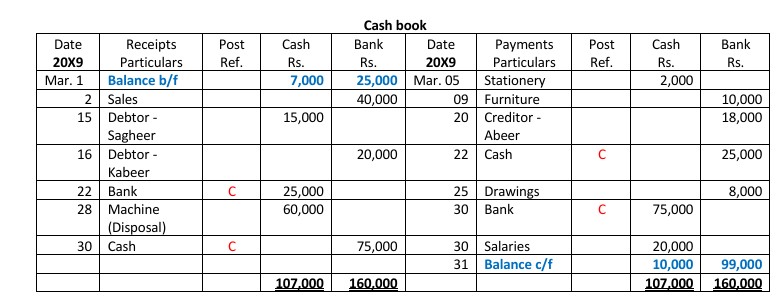 Cash book
Date Receipts Post Cash Bank Date Payments Post Cash Bank
20X9 Particulars Ref. Rs. Rs. 20X9 Particulars Ref. Rs. Rs.
Mar. 1 Balance b/f 7,000 25,000 Mar. 05 Stationery 2,000
2 Sales 40,000 09 Furniture 10,000
15 Debtor - 15,000 20 Creditor - 18,000
Sagheer Abeer
16 Debtor - 20,000 22 Cash C 25,000
Kabeer
22 Bank C 25,000 25 Drawings 8,000
28 Machine 60,000 30 Bank C 75,000
(Disposal)
30 Cash C 75,000 30 Salaries 20,000
31 Balance c/f 10,000 99,000
107,000 160,000 107,000 160,000